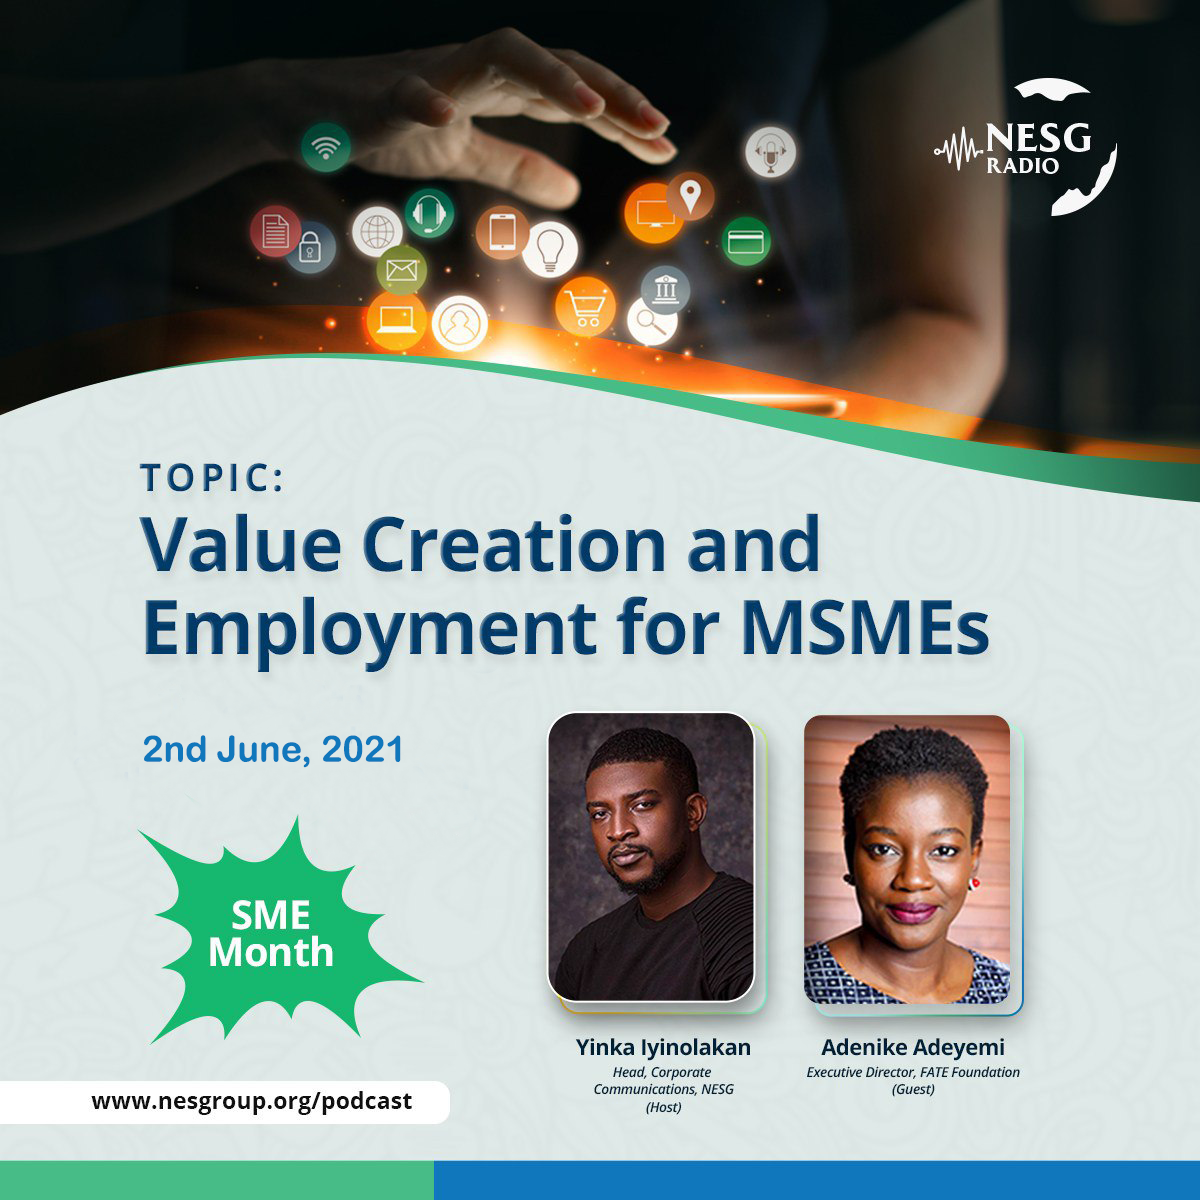 NESG
RADIO
TOPIC:
Value Creation and
Employment for MSMEs
2nd June, 2021
SME
Month
Yinka Iyinolakan
Head, Corporate
Communications, NESG
(Host)
Adenike Adeyemi
Executive Director, FATE Foundation
(Guest)
www.nesgroup.org/podcast